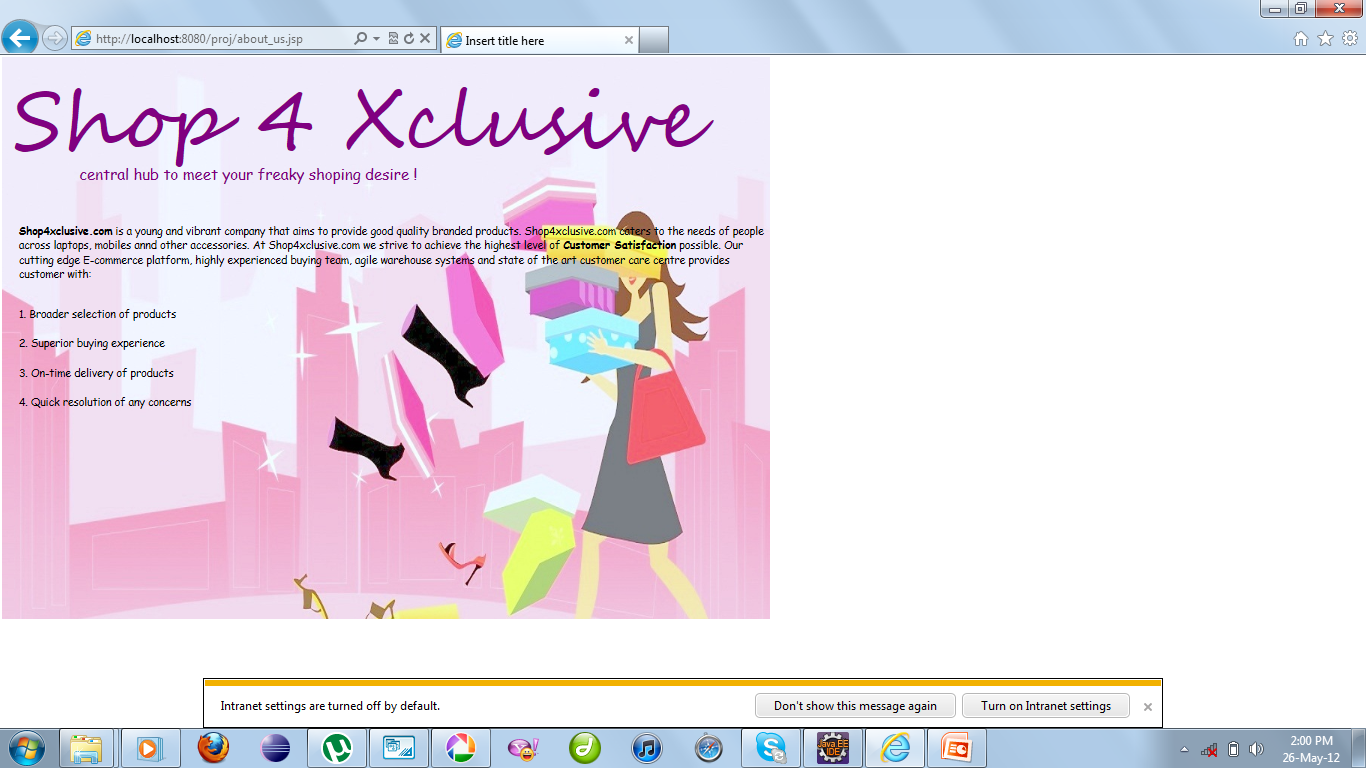 http://localhost:8080/proj/about_us.jsp
Insert title here
Shop 4 Xclusive
central hub to meet your freaky shoping desire !
Shop4xclusive.com is a young and vibrant company that aims to provide good quality branded products. Shop4xclusive.com caters to the needs of people
across laptops, mobiles annd other accessories. At Shop4xclusive.com we strive to achieve the highest level of Customer Satisfaction possible. Our
cutting edge E-commerce platform, highly experienced buying team, agile warehouse systems and state of the art customer care centre provides
customer with:
1. Broader selection of products
2. Superior buying experience
3. On-time delivery of products
4. Quick resolution of any concerns
Intranet settings are turned off by default.
Don't show this message again
Turn on Intranet settings
Java EE
IDE
2:00 PM
26-May-12